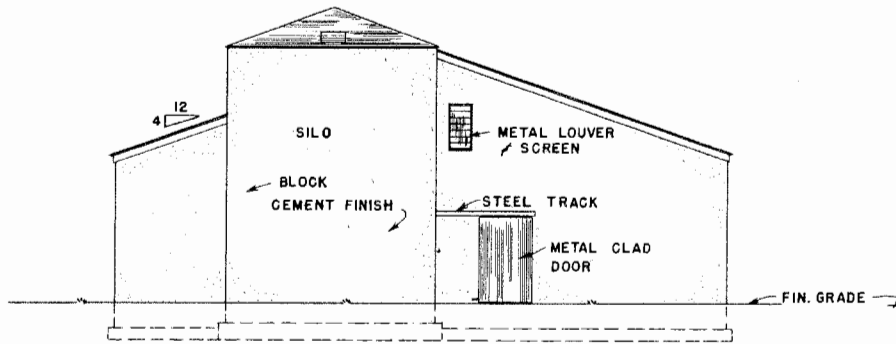 12
4
SILO
METAL LOUVER
& SCREEN
BLOCK
CEMENT FINISH
STEEL TRACK
METAL CLAD
DOOR
FIN. GRADE